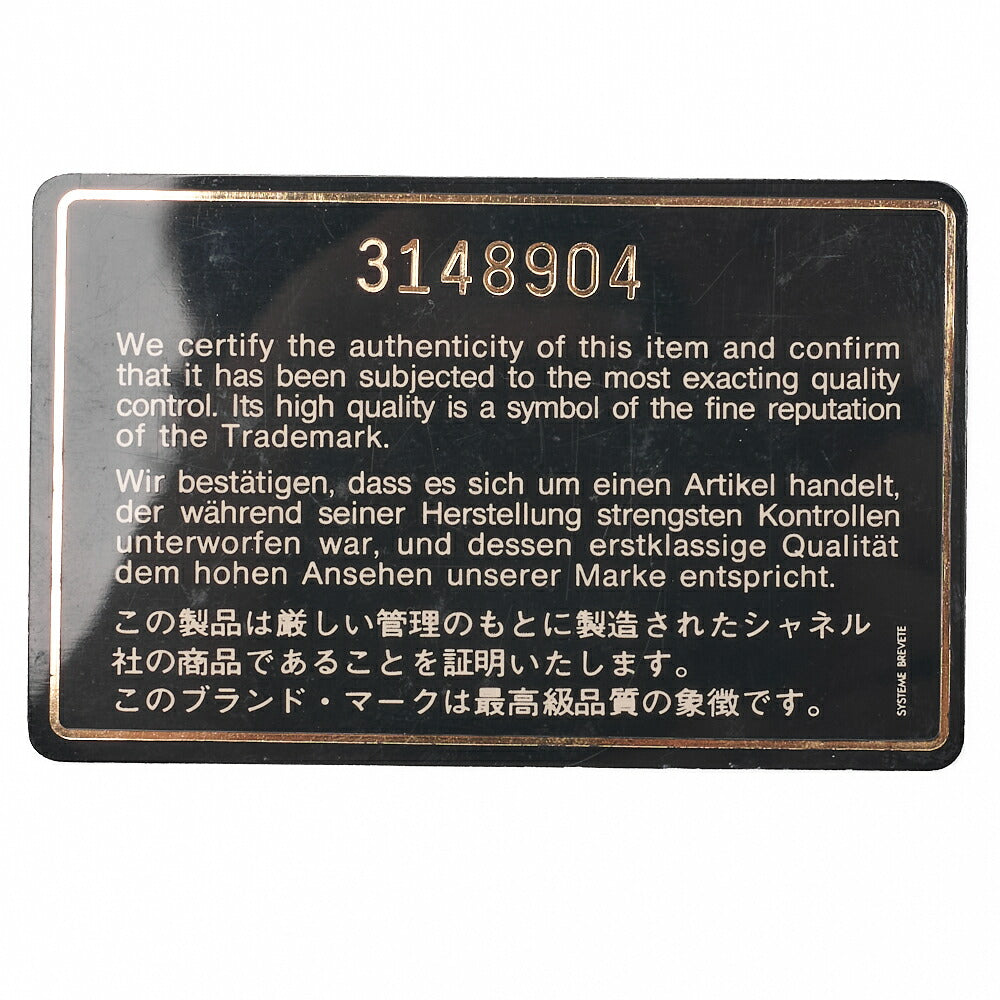 3148904
We certify the authenticity of this item and confirm
that it has been subjected to the most exacting quality
control. Its high quality is a symbol of the fine reputation
of the Trademark.
Wir bestätigen, dass es sich um einen Artikel handelt,
der während seiner Herstellung strengsten Kontrollen
unterworfen war, und dessen erstklassige Qualität
dem hohen Ansehen unserer Marke entspricht.
この製品は厳しい管理のもとに製造されたシャネル
社の商品であることを証明いたします。
このブランド・マークは最高級品質の象徴です。
SYSTEME BREVETE